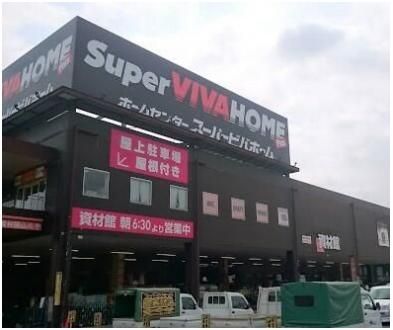 VIVAHOME
Super VIVAHOME
ホームセンター スーパービバホーム
屋上駐車場
屋根付き
資材館 朝6:30より営業中
資材館